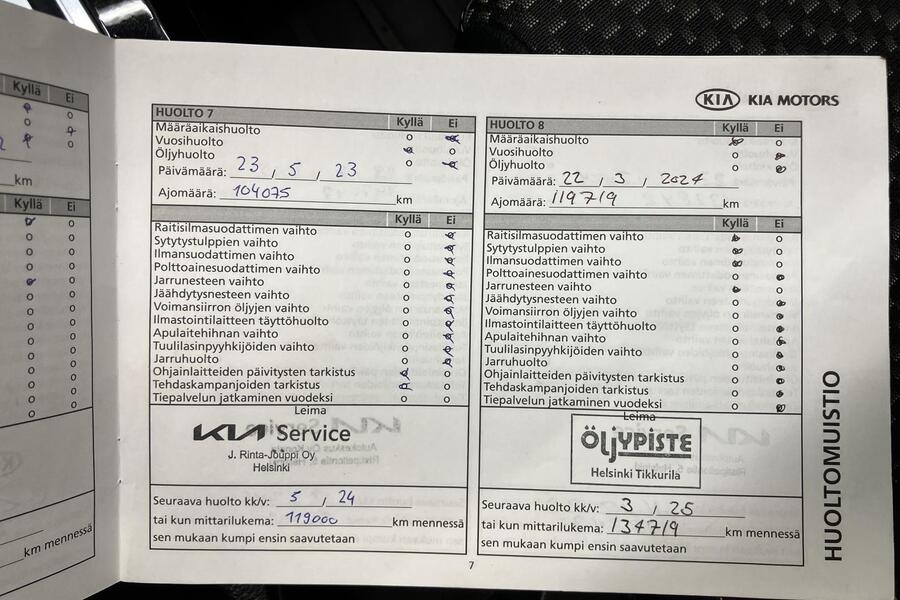 Kyllä Ei
km
Kyllä Ei
km mennessä
KIA KIA MOTORS
HUOLTO 7 Kyllä Ei
Määräaikaishuolto
Vuosihuolto
Öljyhuolto
Päivämäärä: 23 / 5 / 23
Ajomäärä: 104075 km
Kyllä Ei
Raitisilmasuodattimen vaihto
Sytytystulppien vaihto
Ilmansuodattimen vaihto
Polttoainesuodattimen vaihto
Jarrunesteen vaihto
Jäähdytysnesteen vaihto
Voimansiirron öljyjen vaihto
Ilmastointilaitteen täyttöhuolto
Apulaitehihnan vaihto
Tuulilasinpyyhkijöiden vaihto
Jarruhuolto
Ohjainlaitteiden päivitysten tarkistus
Tehdaskampanjoiden tarkistus
Tiepalvelun jatkaminen vuodeksi
Leima
KIA Service
J. Rinta-Jouppi Oy
Helsinki
Seuraava huolto kk/v: 5 / 24
tai kun mittarilukema: 119000 km mennessä
sen mukaan kumpi ensin saavutetaan
HUOLTO 8 Kyllä Ei
Määräaikaishuolto
Vuosihuolto
Öljyhuolto
Päivämäärä: 22 / 3 / 2024
Ajomäärä: 119719 km
Kyllä Ei
Raitisilmasuodattimen vaihto
Sytytystulppien vaihto
Ilmansuodattimen vaihto
Polttoainesuodattimen vaihto
Jarrunesteen vaihto
Jäähdytysnesteen vaihto
Voimansiirron öljyjen vaihto
Ilmastointilaitteen täyttöhuolto
Apulaitehihnan vaihto
Tuulilasinpyyhkijöiden vaihto
Jarruhuolto
Ohjainlaitteiden päivitysten tarkistus
Tehdaskampanjoiden tarkistus
Tiepalvelun jatkaminen vuodeksi
Leima
ÖLJYPISTE
Helsinki Tikkurila
Seuraava huolto kk/v: 3 / 25
tai kun mittarilukema: 134719 km mennessä
sen mukaan kumpi ensin saavutetaan
HUOLTOMUISTIO
7